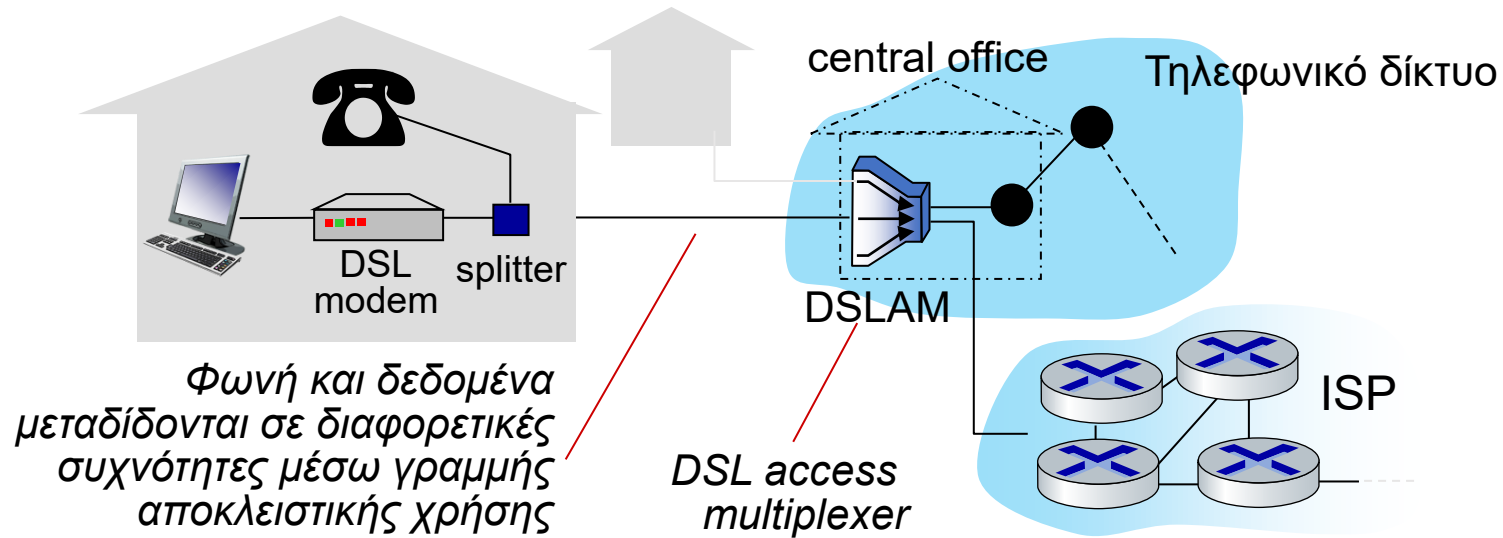 central office
Τηλεφωνικό δίκτυο
DSL
modem
splitter
DSLAM
ISP
Φωνή και δεδομένα
μεταδίδονται σε διαφορετικές
συχνότητες μέσω γραμμής
αποκλειστικής χρήσης
DSL access
multiplexer